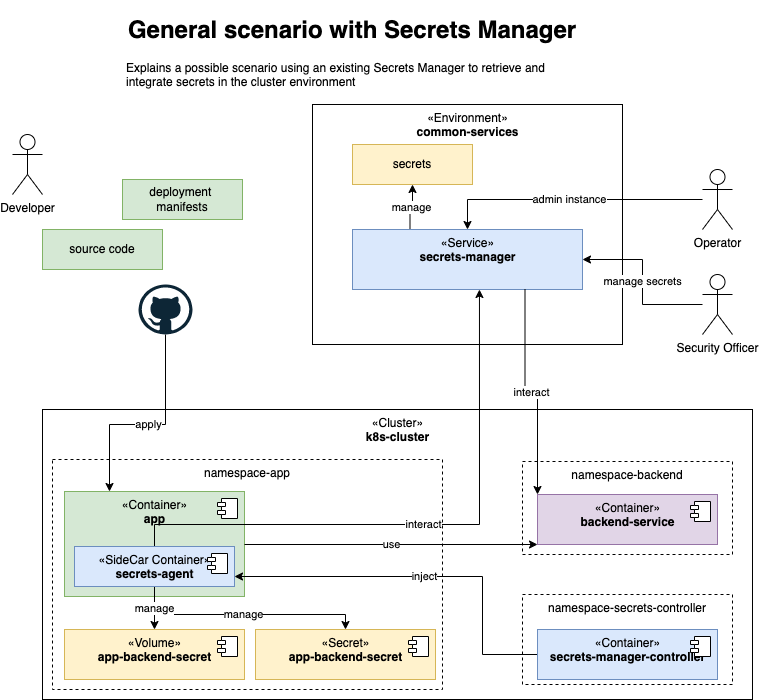 General scenario with Secrets Manager
Explains a possible scenario using an existing Secrets Manager to retrieve and
integrate secrets in the cluster environment
«Environment»
common-services
secrets
manage
admin instance
«Service»
secrets-manager
manage secrets
Operator
Security Officer
Developer
deployment
manifests
source code
interact
apply
«Cluster»
k8s-cluster
namespace-app
«Container»
app
interact
use
«SideCar Container»
secrets-agent
inject
manage
manage
«Volume»
app-backend-secret
«Secret»
app-backend-secret
namespace-backend
«Container»
backend-service
namespace-secrets-controller
«Container»
secrets-manager-controller